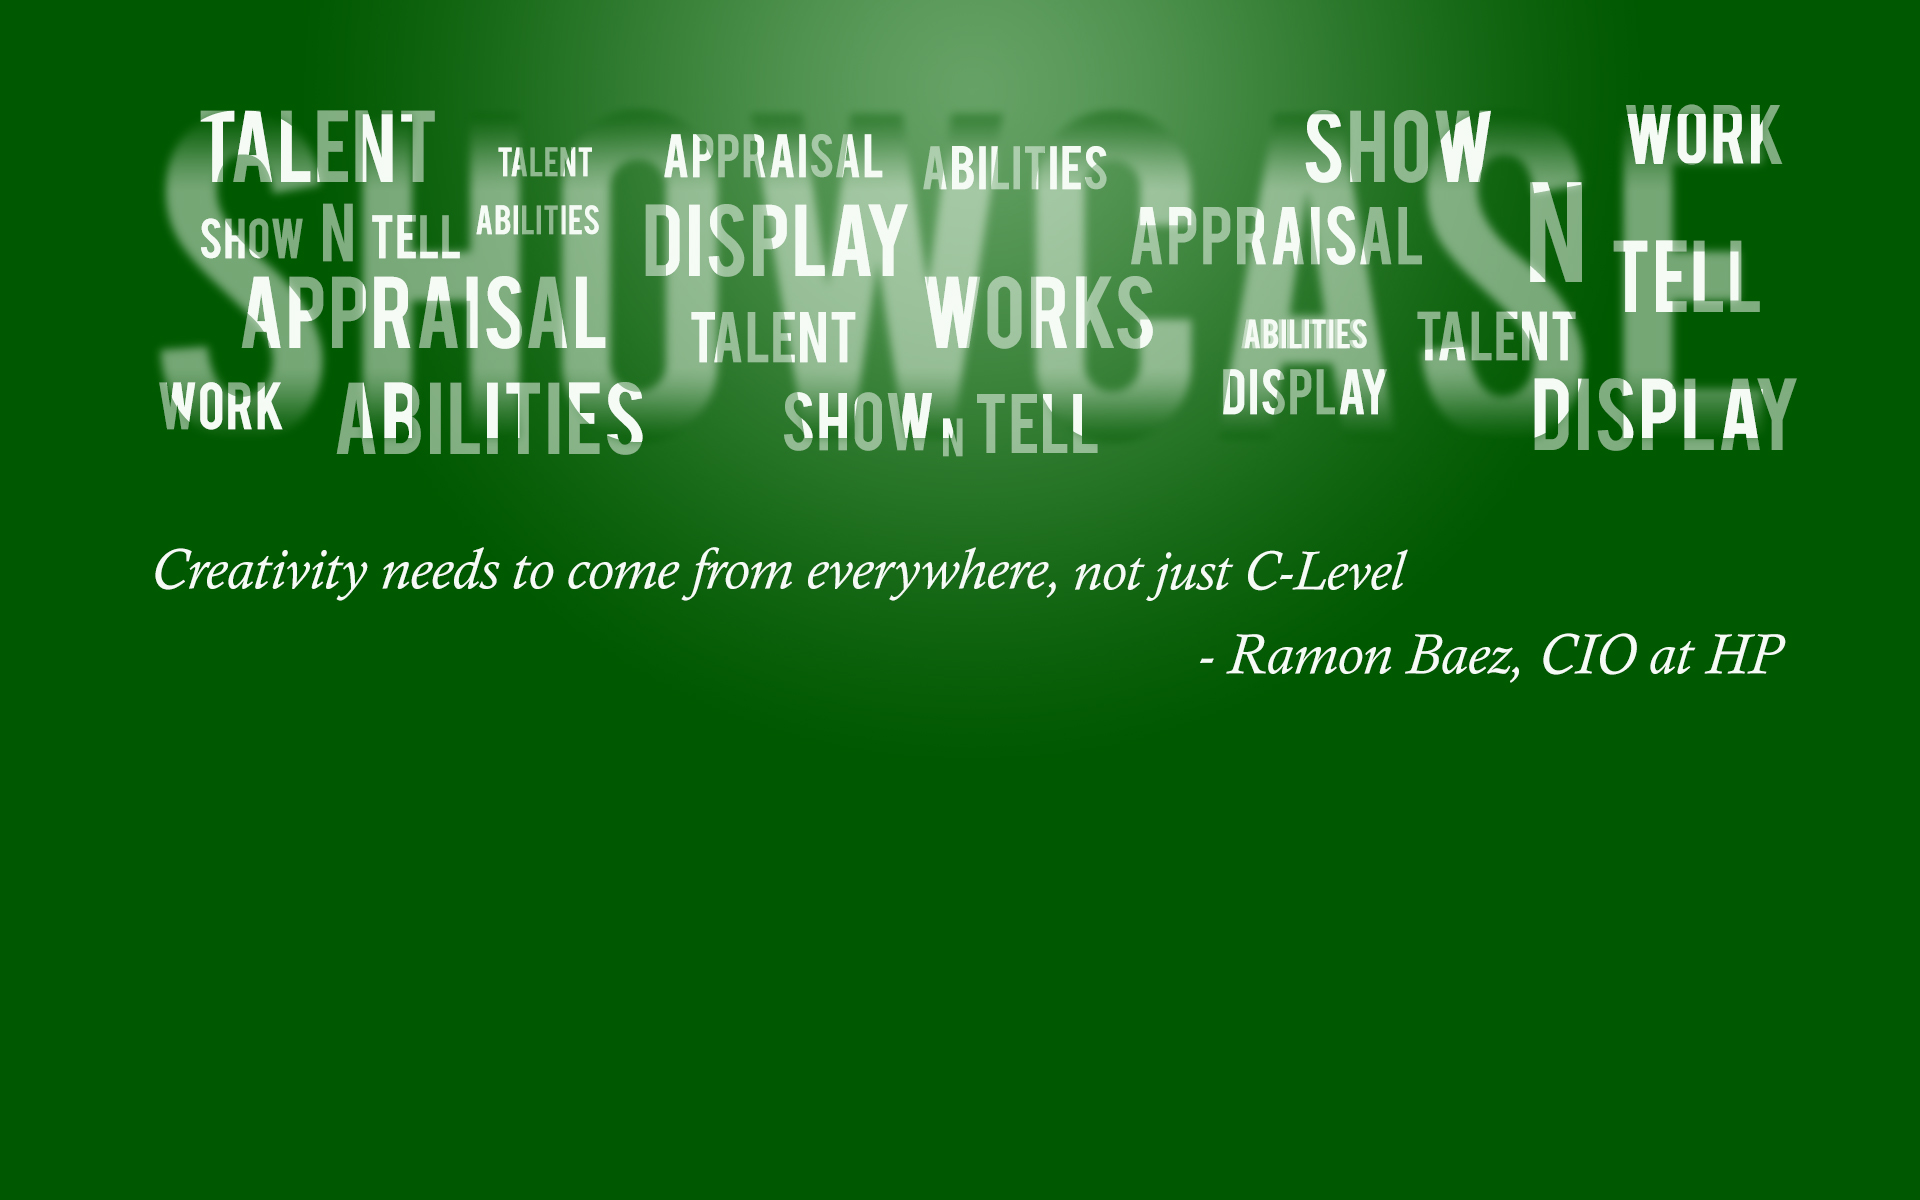 SHOWCASE
TALENT TALENT APPRAISAL ABILITIES SHOW WORK
SHOW N TELL ABILITIES DISPLAY APPRAISAL N TELL
APPRAISAL TALENT WORKS ABILITIES TALENT
WORK ABILITIES SHOW N TELL DISPLAY DISPLAY
Creativity needs to come from everywhere, not just C-Level
- Ramon Baez, CIO at HP